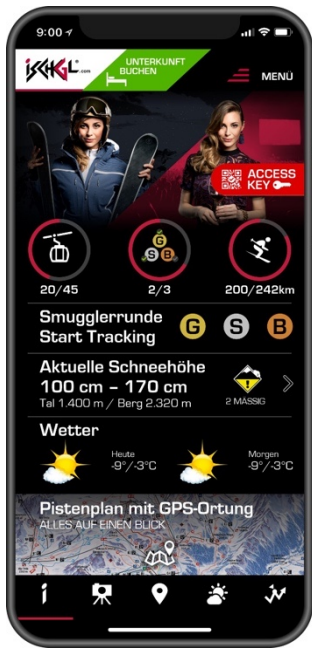 9:00
iSCHGL.com
UNTERKUNFT
BUCHEN
MENÜ
ACCESS
KEY
G
S B
20/45
2/3
200/242km
Smugglerrunde
Start Tracking
G S B
Aktuelle Schneehöhe
100 cm – 170 cm
Tal 1.400 m / Berg 2.320 m
2 MÄSSIG
Wetter
Heute
-9°/-3°C
Morgen
-9°/-3°C
Pistenplan mit GPS-Ortung
ALLES AUF EINEN BLICK
i